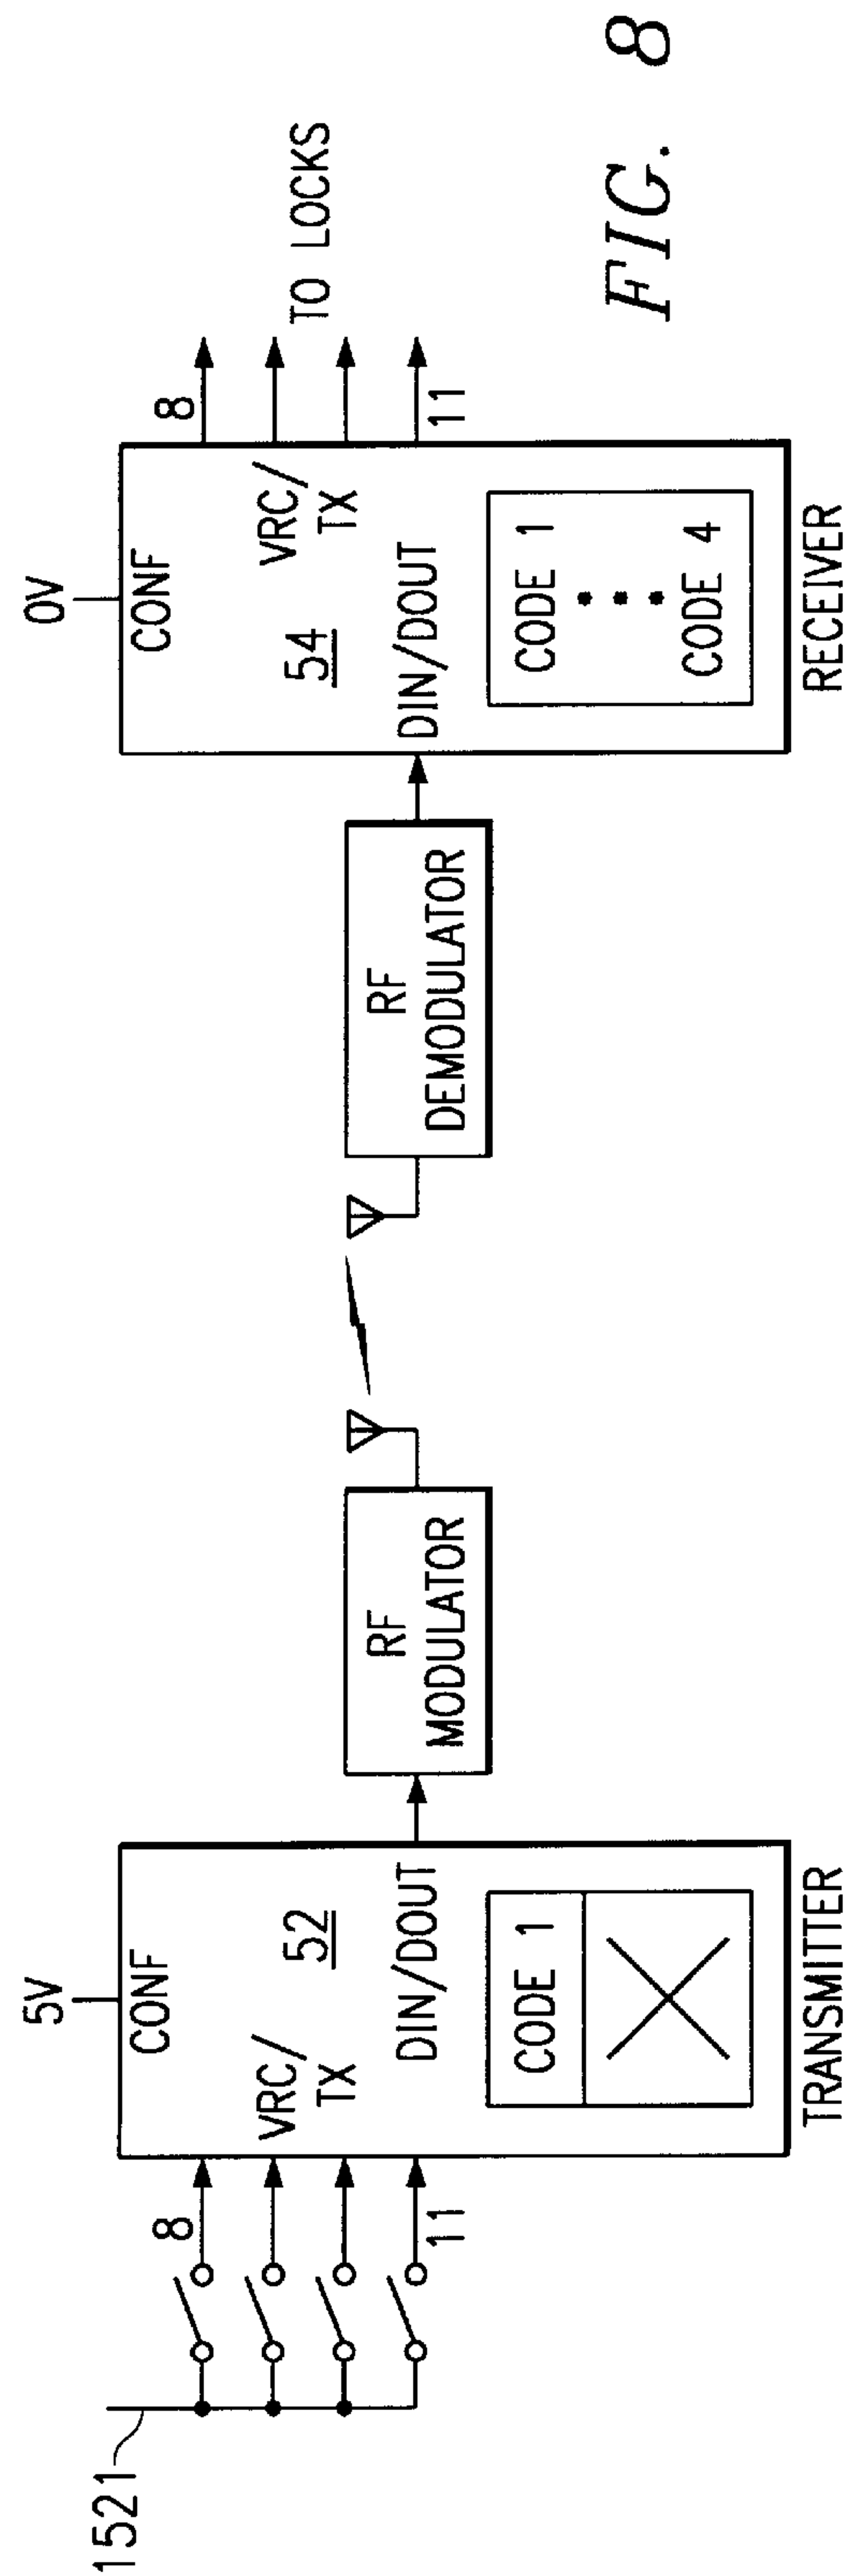 1521
5V
8
11
CONF
VRC/
TX
52
DIN/DOUT
CODE 1
TRANSMITTER
RF
MODULATOR
RF
DEMODULATOR
0V
CONF
VRC/
TX
54
DIN/DOUT
CODE 1
CODE 4
RECEIVER
8
11
TO LOCKS
FIG. 8